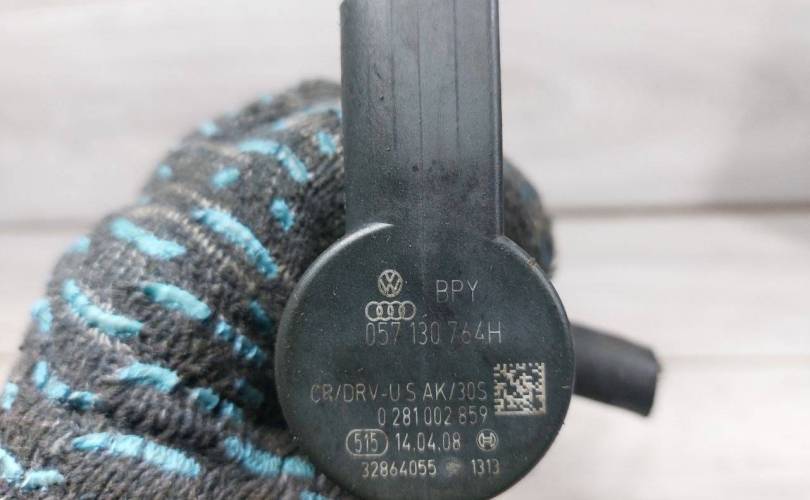 BPY
057 130 764H
CR/DRV-U S AK/30S
0 281 002 859
515 14.04.08
32864055 1313